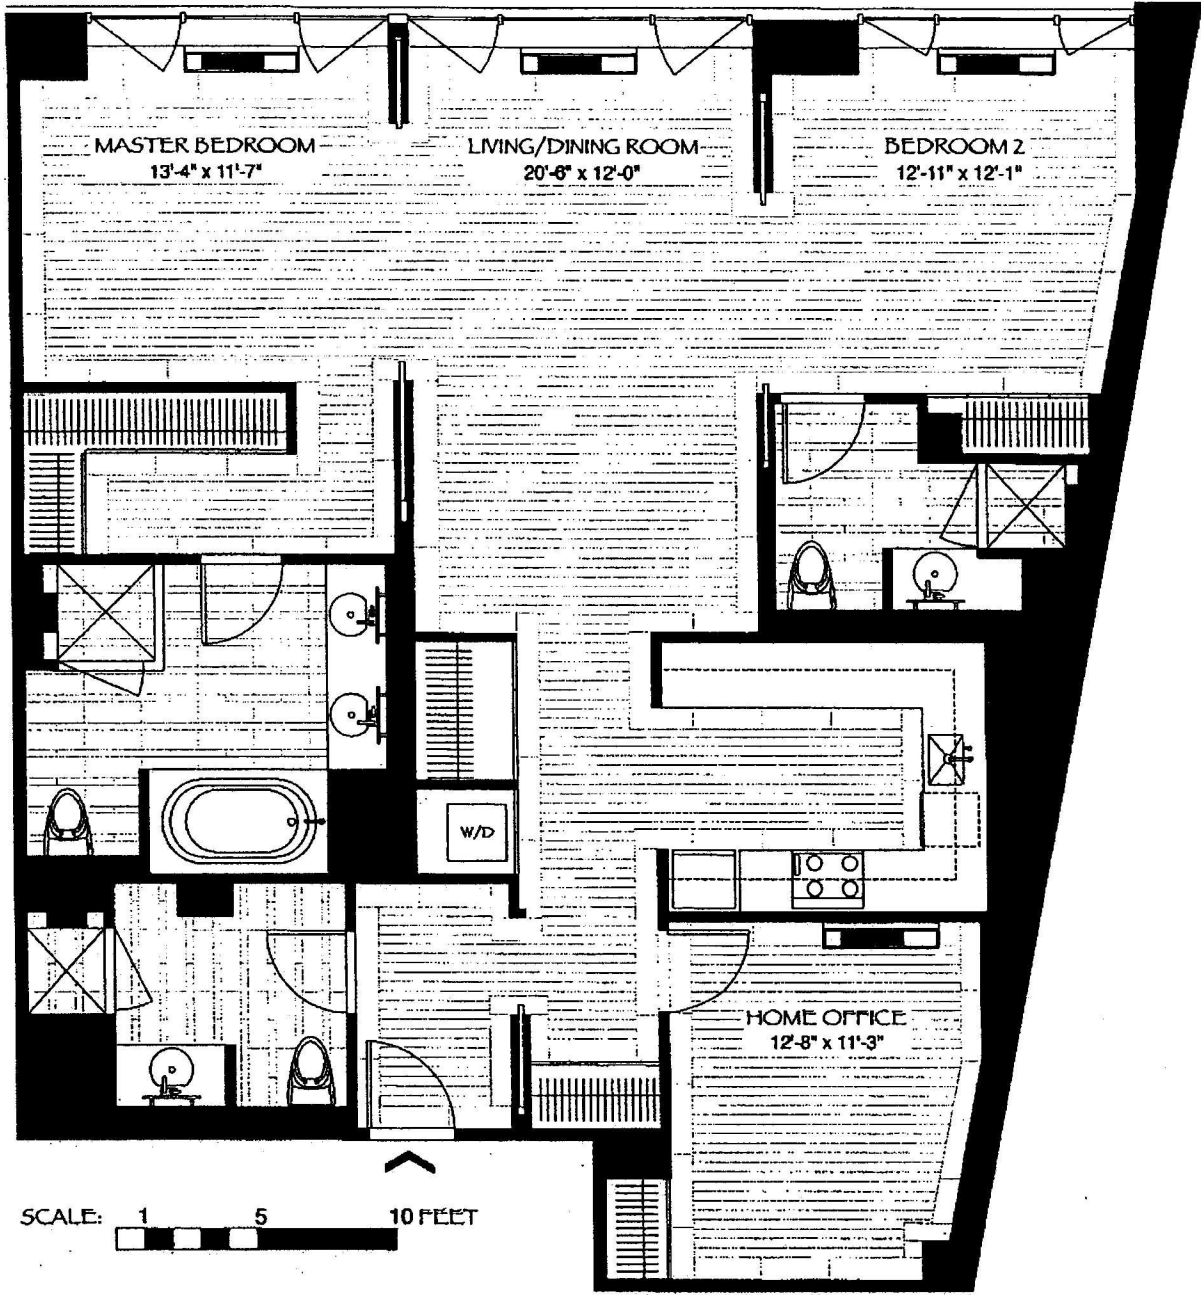 MASTER BEDROOM
13'-4" x 11'-7"
LIVING/DINING ROOM
20'-6" x 12'-0"
BEDROOM 2
12'-11" x 12'-1"
W/D
HOME OFFICE
12'-8" x 11'-3"
SCALE: 1 5 10 FEET